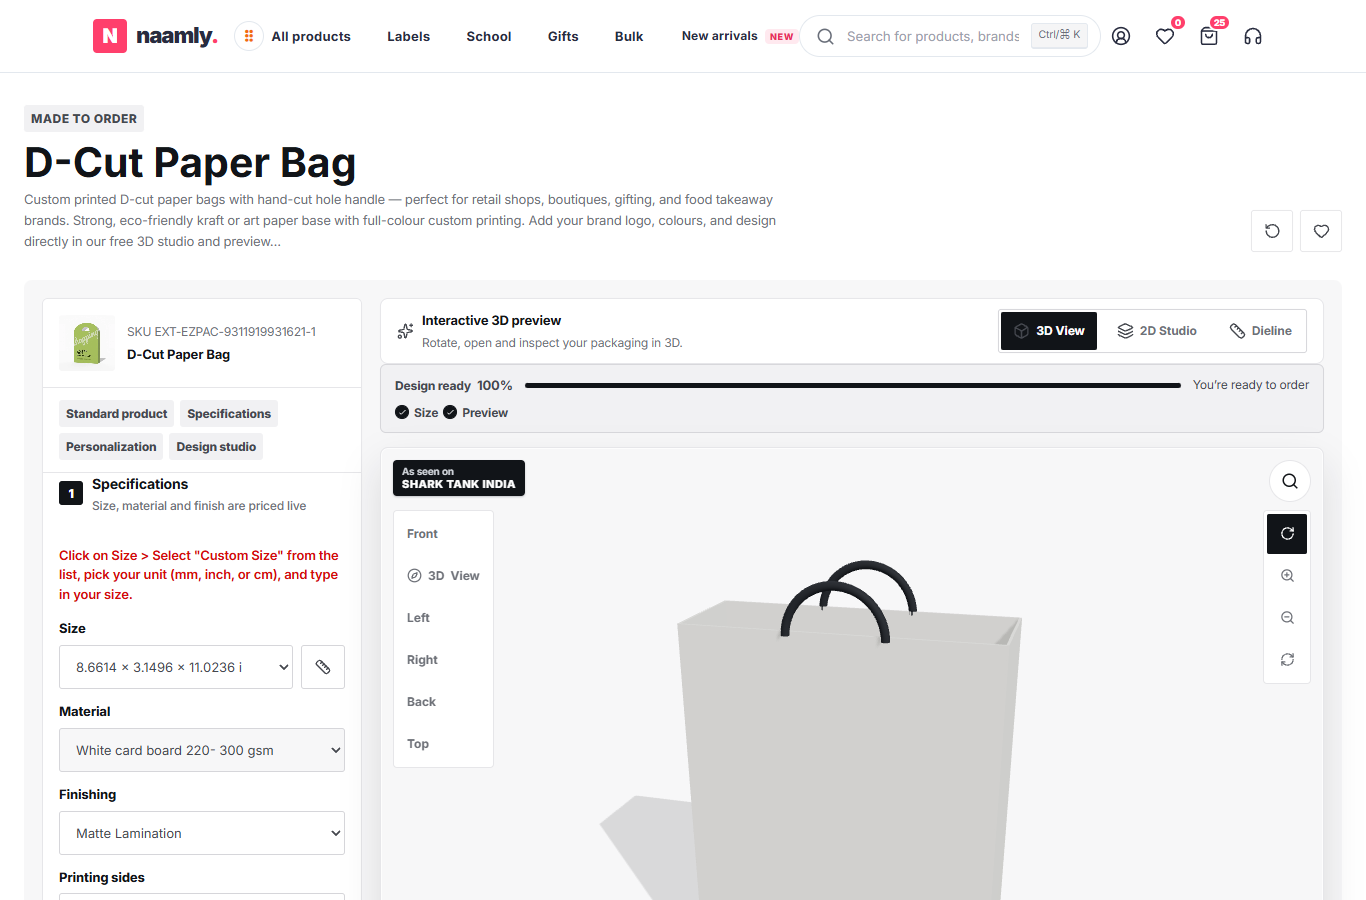 N naamly.
All products
Labels
School
Gifts
Bulk
New arrivals NEW
Search for products, brands
Ctrl/⌘ K
0
25
MADE TO ORDER
D-Cut Paper Bag
Custom printed D-cut paper bags with hand-cut hole handle — perfect for retail shops, boutiques, gifting, and food takeaway
brands. Strong, eco-friendly kraft or art paper base with full-colour custom printing. Add your brand logo, colours, and design
directly in our free 3D studio and preview...
SKU EXT-EZPAC-9311919931621-1
D-Cut Paper Bag
Standard product
Specifications
Personalization
Design studio
1 Specifications
Size, material and finish are priced live
Click on Size > Select "Custom Size" from the
list, pick your unit (mm, inch, or cm), and type
in your size.
Size
8.6614 × 3.1496 × 11.0236 i
Material
White card board 220- 300 gsm
Finishing
Matte Lamination
Printing sides
Interactive 3D preview
Rotate, open and inspect your packaging in 3D.
3D View
2D Studio
Dieline
Design ready 100%
You're ready to order
Size
Preview
As seen on
SHARK TANK INDIA
Front
3D View
Left
Right
Back
Top